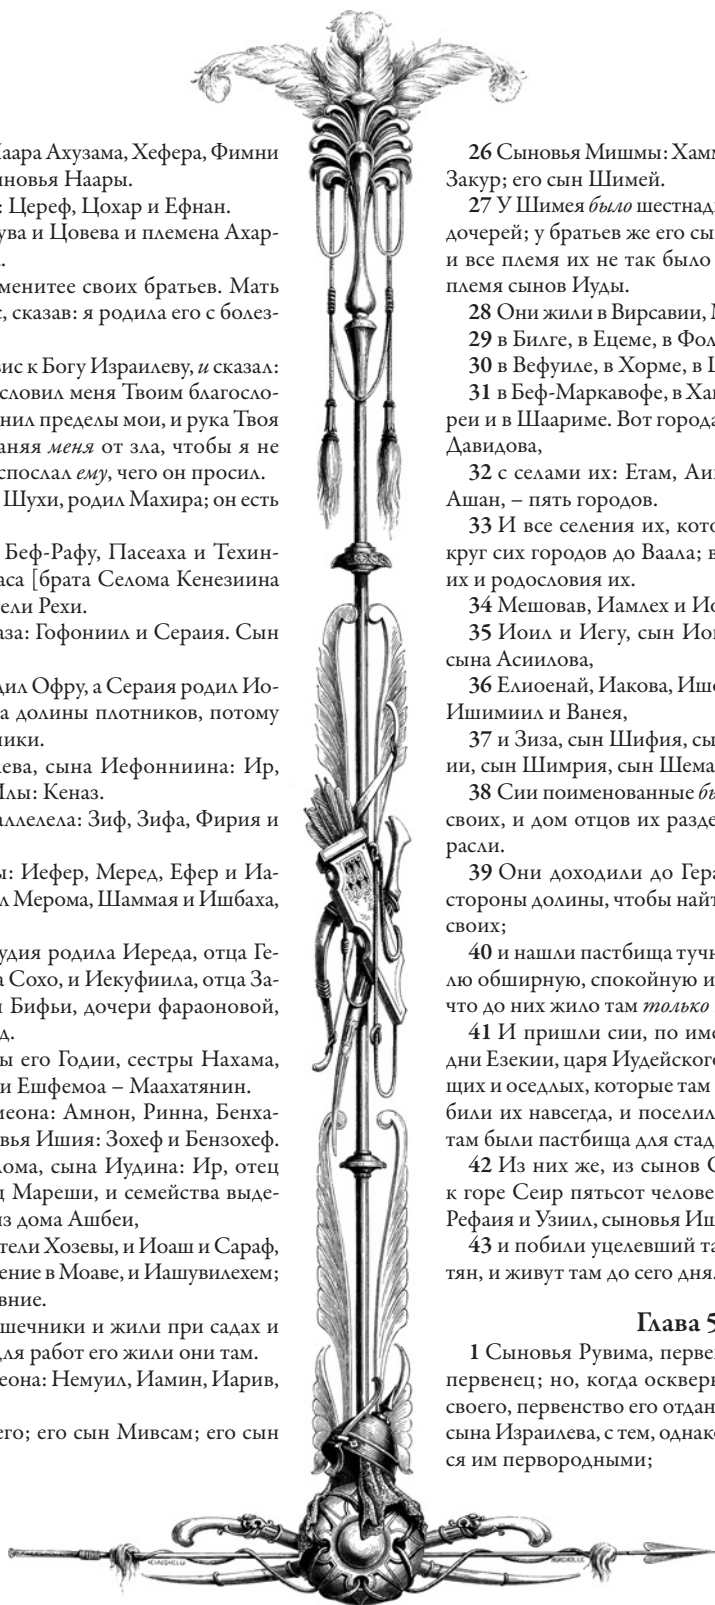 Наара Ахузама, Хефера, Фимни
сыновья Наары.
: Цереф, Цохар и Ефнан.
ува и Цовева и племена Ахар-
менитее своих братьев. Мать
, сказав: я родила его с болез-
вис к Богу Израилеву, и сказал:
словил меня Твоим благосло-
нил пределы мои, и рука Твоя
аняя меня от зла, чтобы я не
спослал ему, чего он просил.
Шухи, родил Махира; он есть
Беф-Рафу, Пасеаха и Техин-
аса [брата Селома Кенезиина
ели Рехи.
аза: Гофониил и Сераия. Сын
дил Офру, а Сераия родил Ио-
а долины плотников, потому
ники.
ева, сына Иефонниина: Ир,
Илы: Кеназ.
аллелела: Зиф, Зифа, Фирия и
ы: Иефер, Меред, Ефер и Иа-
л Мерома, Шаммая и Ишбаха,
удия родила Иереда, отца Ге-
а Сохо, и Иекуфиила, отца За-
и Бифьи, дочери фараоновой,
д.
ы его Годии, сестры Нахама,
и Ешфемоа – Маахатянин.
меона: Амнон, Ринна, Бенха-
вья Ишия: Зохеф и Бензохеф.
лома, сына Иудина: Ир, отец
ц Мареши, и семейства выде-
из дома Ашбеи,
тели Хозевы, и Иоаш и Сараф,
ение в Моаве, и Иашувилехем;
вние.
ршечники и жили при садах и
для работ его жили они там.
еона: Немуил, Иамин, Иарив,
его; его сын Мивсам; его сын
26 Сыновья Мишмы: Хамм
Закур; его сын Шимей.
27 У Шимея было шестнад
дочерей; у братьев же его сы
и все племя их не так было
племя сынов Иуды.
28 Они жили в Вирсавии, М
29 в Билге, в Ецеме, в Фол
30 в Вефуиле, в Хорме, в Ц
31 в Беф-Маркавофе, в Хац
реи и в Шаариме. Вот города
Давидова,
32 с селами их: Етам, Аин
Ашан, – пять городов.
33 И все селения их, кото
круг сих городов до Ваала; в
их и родословия их.
34 Мешовав, Иамлех и Ио
35 Иоил и Иегу, сын Иош
сына Асиилова,
36 Елиоенай, Иакова, Ишо
Ишимиил и Ванея,
37 и Зиза, сын Шифия, сы
ии, сын Шимрия, сын Шема
38 Сии поименованные бы
своих, и дом отцов их разде
расли.
39 Они доходили до Гера
стороны долины, чтобы найт
своих;
40 и нашли пастбища тучн
лю обширную, спокойную и
что до них жило там только
41 И пришли сии, по име
дни Езекии, царя Иудейского
щих и оседлых, которые там
били их навсегда, и поселил
там были пастбища для стад
42 Из них же, из сынов С
к горе Сеир пятьсот челове
Рефаия и Узиил, сыновья Иш
43 и побили уцелевший та
тян, и живут там до сего дня.
Глава 5
1 Сыновья Рувима, перве
первенец; но, когда оскверн
своего, первенство его отдан
сына Израилева, с тем, однако
ся им первородными;